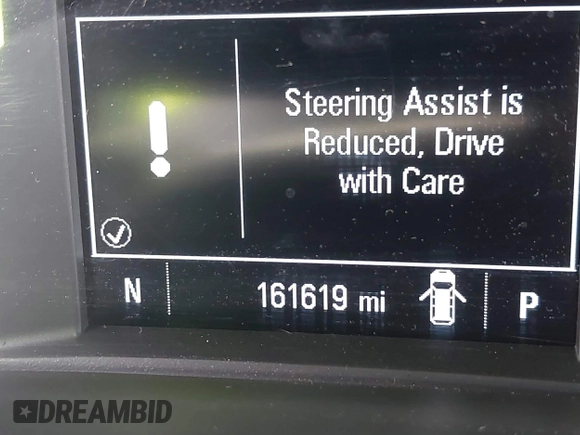 Steering Assist is
Reduced, Drive
with Care
N 161619 mi P
DREAMBID